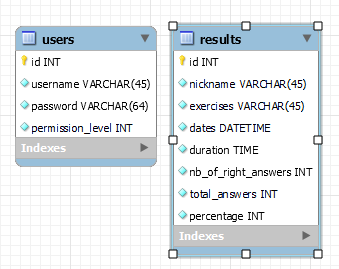 users
id INT
username VARCHAR(45)
password VARCHAR(64)
permission_level INT
Indexes
results
id INT
nickname VARCHAR(45)
exercises VARCHAR(45)
dates DATETIME
duration TIME
nb_of_right_answers INT
total_answers INT
percentage INT
Indexes